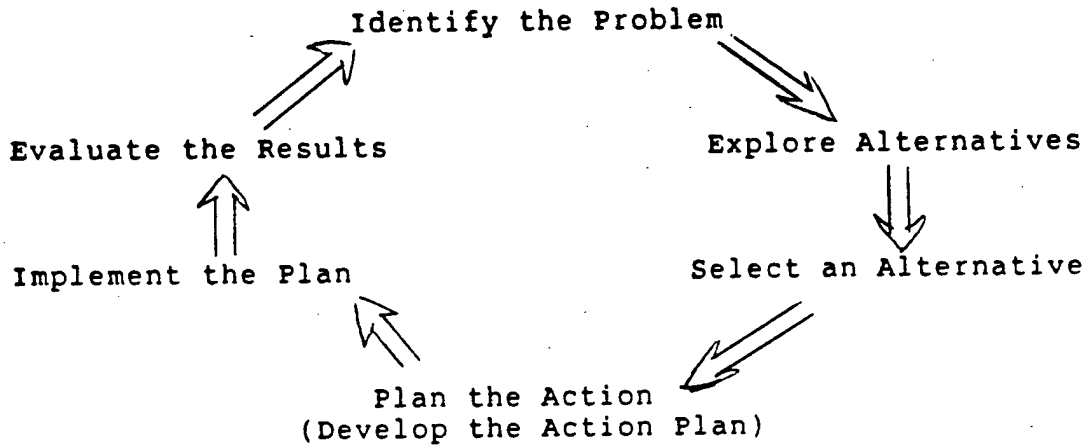 Identify the Problem
Evaluate the Results
Explore Alternatives
Implement the Plan
Select an Alternative
Plan the Action
(Develop the Action Plan)